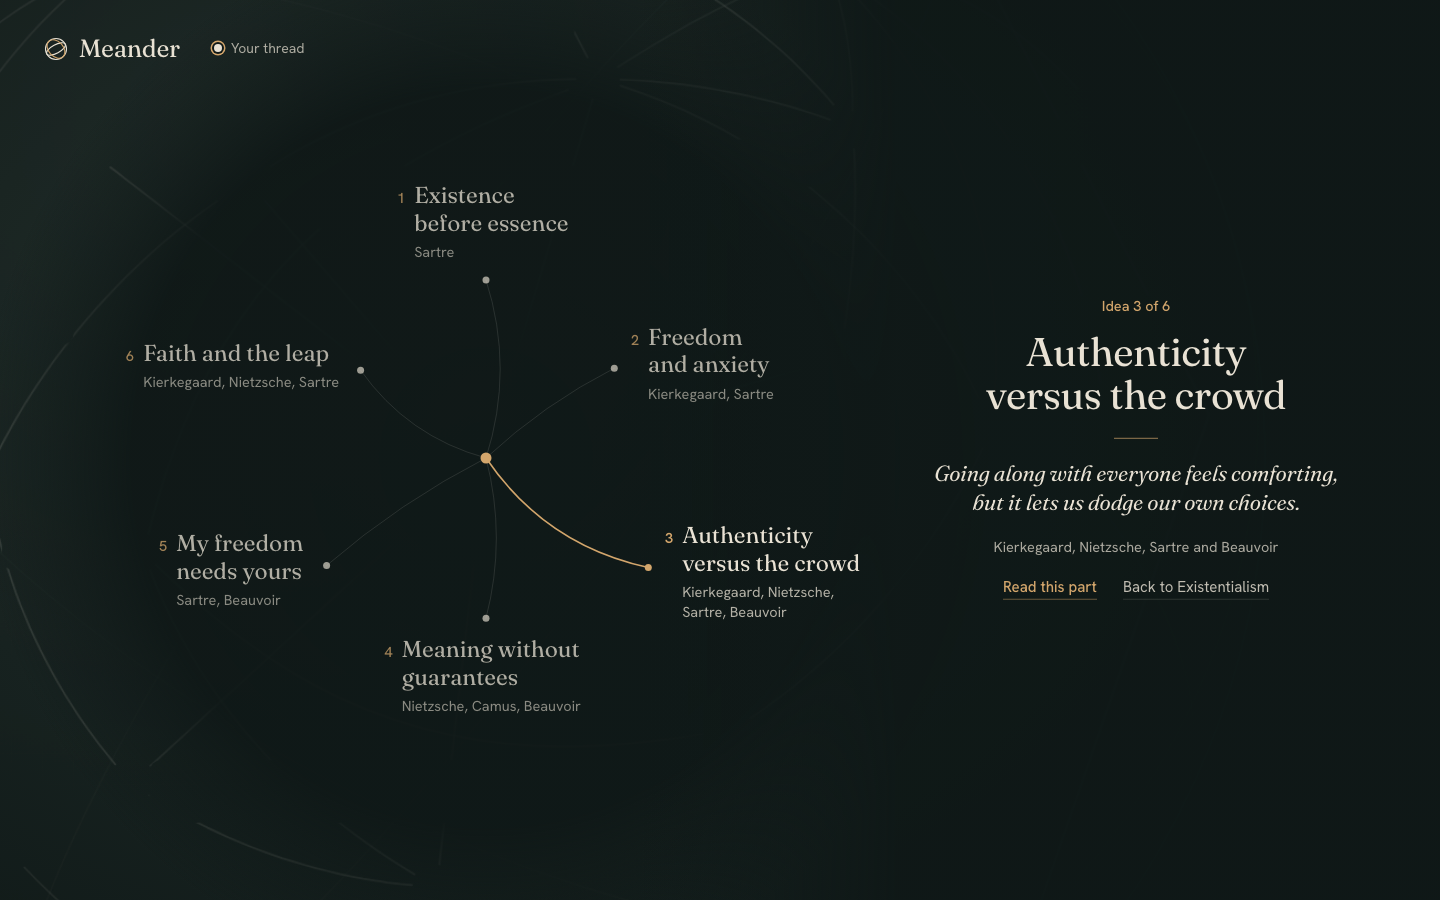 Meander
Your thread
1
Existence
before essence
Sartre
2
Freedom
and anxiety
Kierkegaard, Sartre
3
Authenticity
versus the crowd
Kierkegaard, Nietzsche,
Sartre, Beauvoir
4
Meaning without
guarantees
Nietzsche, Camus, Beauvoir
5
My freedom
needs yours
Sartre, Beauvoir
6
Faith and the leap
Kierkegaard, Nietzsche, Sartre
Idea 3 of 6
Authenticity
versus the crowd
Going along with everyone feels comforting,
but it lets us dodge our own choices.
Kierkegaard, Nietzsche, Sartre and Beauvoir
Read this part
Back to Existentialism